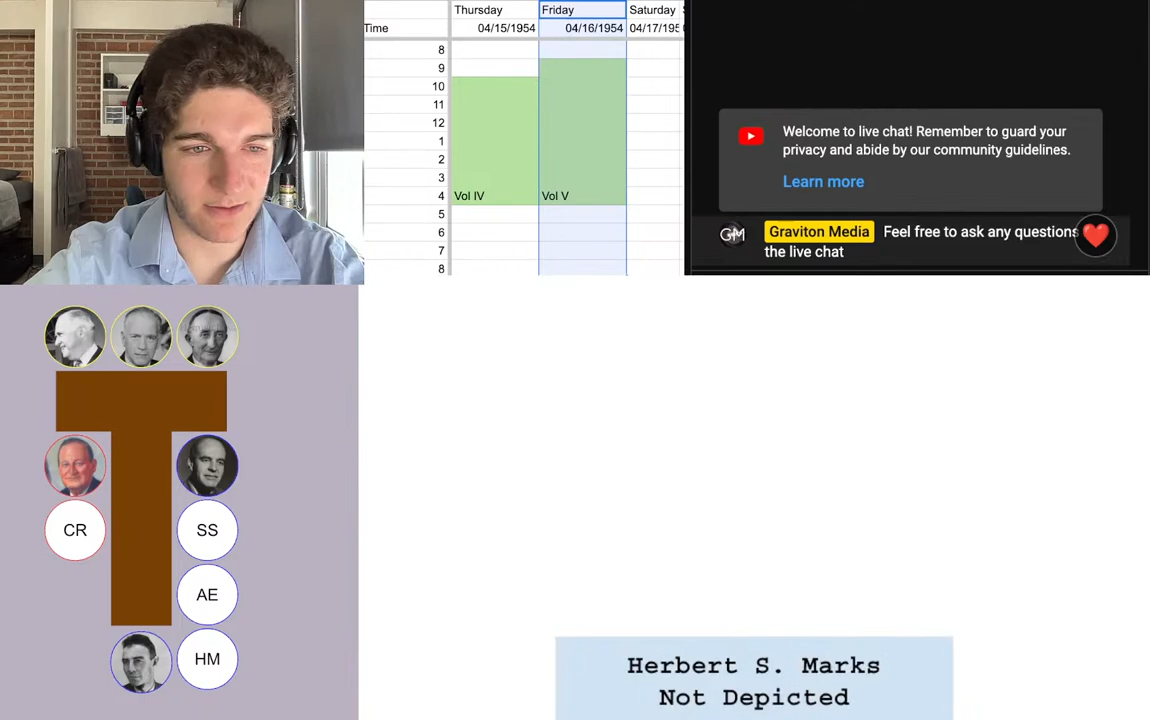 Thursday Friday Saturday
Time 04/15/1954 04/16/1954 04/17/195
8
9
10
11
12
1
2
3
4 Vol IV Vol V
5
6
7
8
Welcome to live chat! Remember to guard your
privacy and abide by our community guidelines.
Learn more
GM Graviton Media Feel free to ask any questions
the live chat
CR SS
AE
HM
Herbert S. Marks
Not Depicted